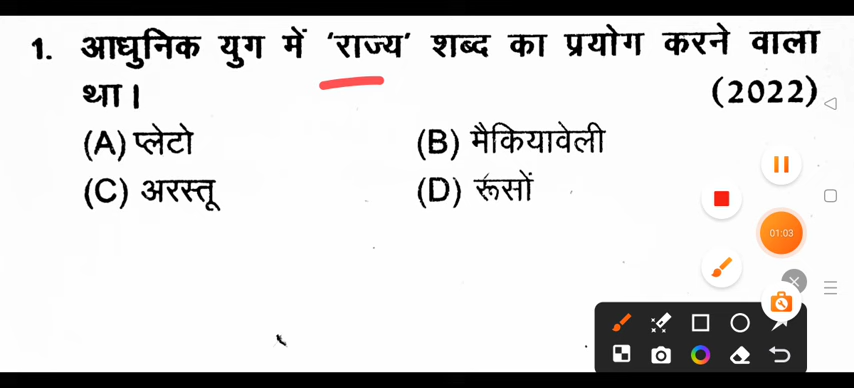 1. आधुनिक युग में 'राज्य' शब्द का प्रयोग करने वाला
था। (2022)
(A) प्लेटो (B) मैकियावेली
(C) अरस्तू (D) रूंसों
01:03